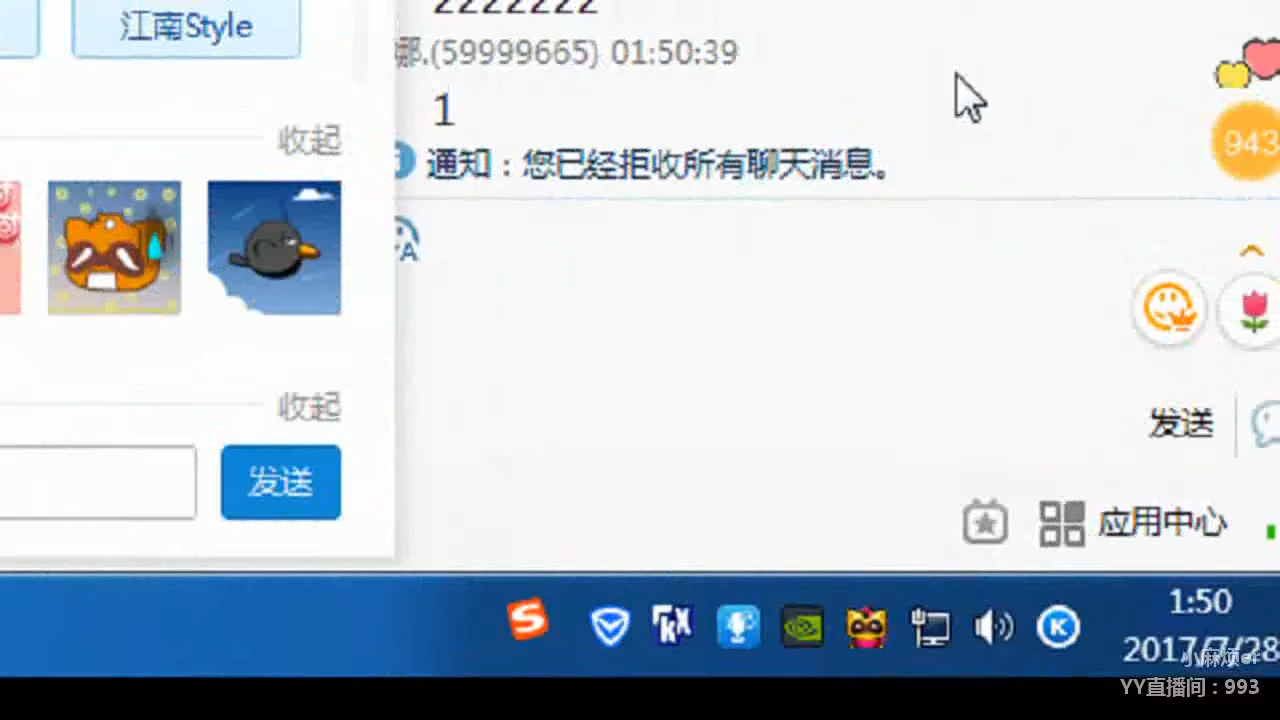 江南Style
2222222
娜.(59999665) 01:50:39
1
通知：您已经拒收所有聊天消息。
943
收起
收起
发送
发送
应用中心
1:50
2017/7/28
YY直播间：993